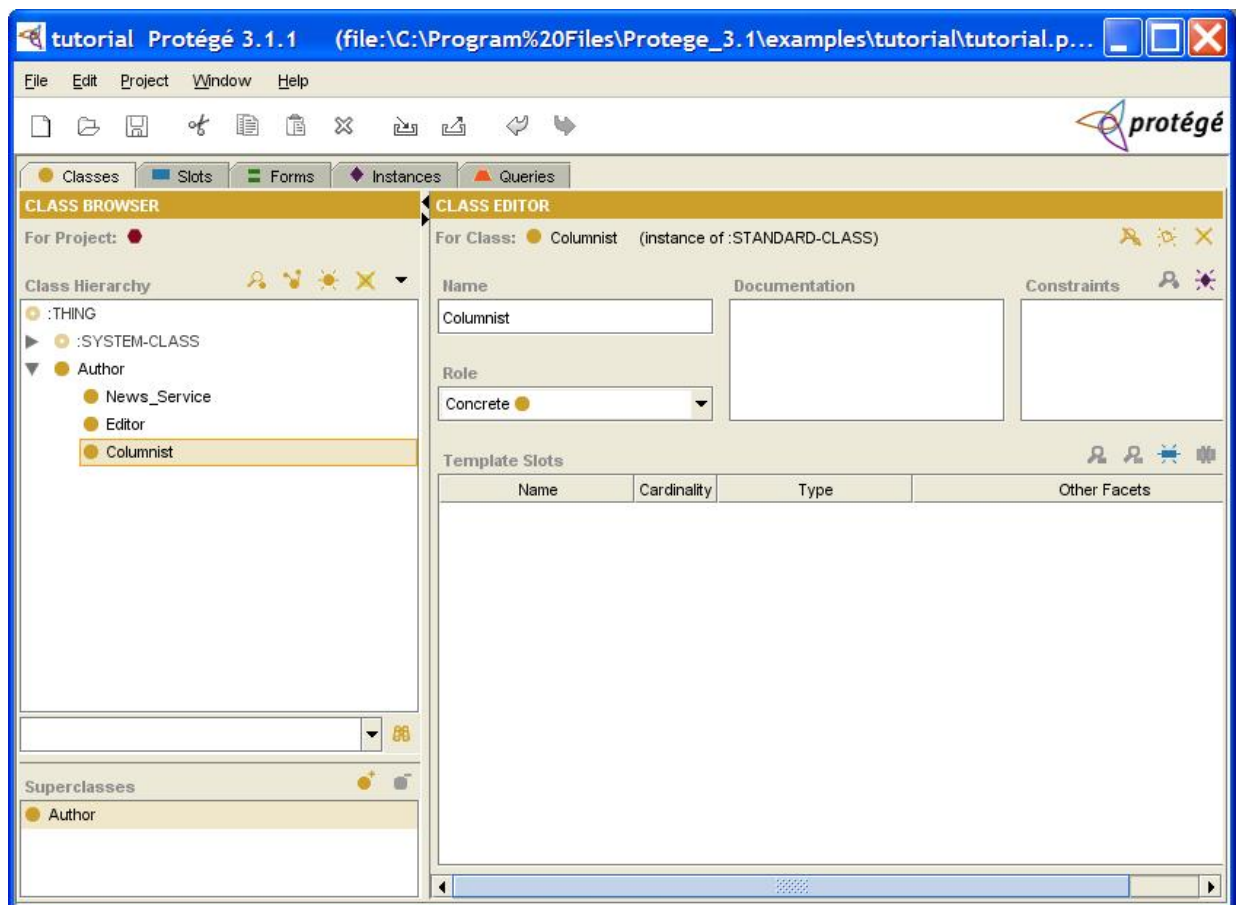 tutorial Protégé 3.1.1 (file:\C:\Program%20Files\Protege_3.1\examples\tutorial\tutorial.p...
File Edit Project Window Help
protégé
Classes Slots Forms Instances Queries
CLASS BROWSER
For Project:
Class Hierarchy
:THING
:SYSTEM-CLASS
Author
News_Service
Editor
Columnist
Superclasses
Author
CLASS EDITOR
For Class: Columnist (instance of :STANDARD-CLASS)
Name Documentation Constraints
Columnist
Role
Concrete
Template Slots
Name Cardinality Type Other Facets